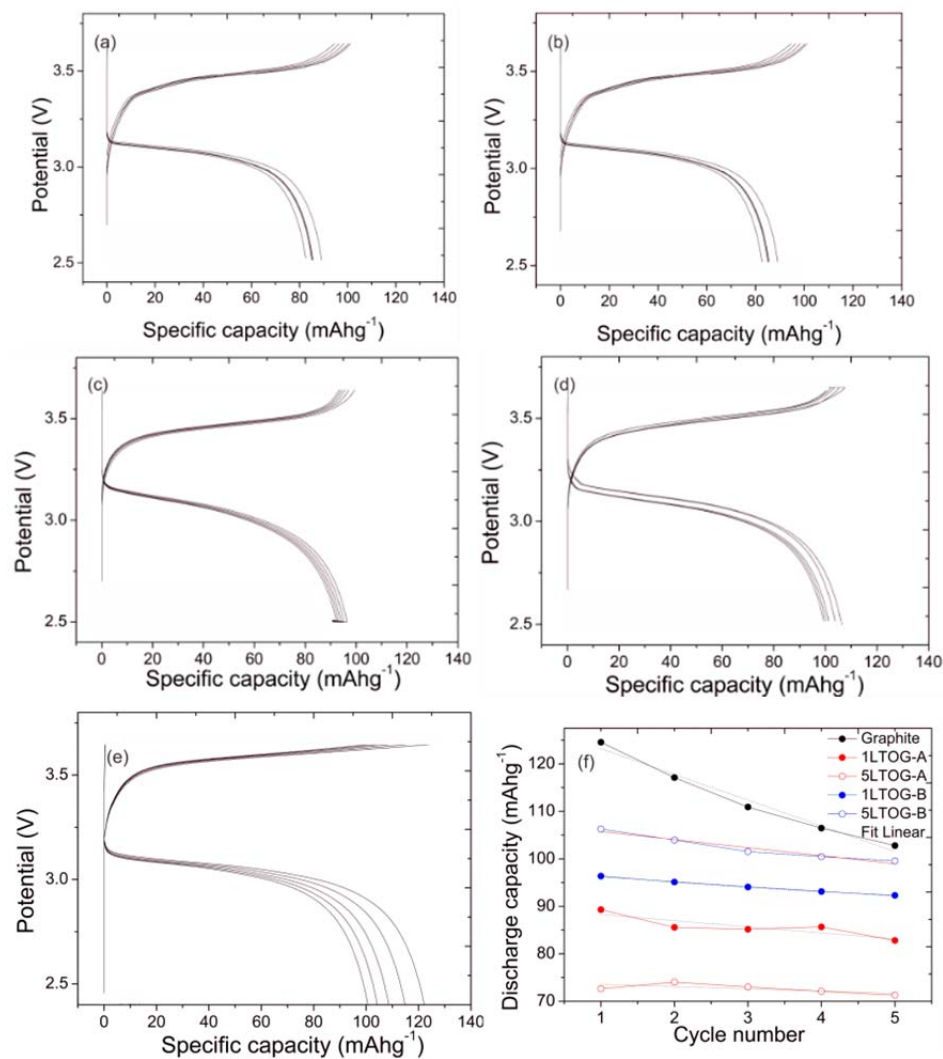 (a)
Potential (V)
3.5
3.0
2.5
0 20 40 60 80 100 120 140
Specific capacity (mAhg-1)
(b)
Potential (V)
3.5
3.0
2.5
0 20 40 60 80 100 120 140
Specific capacity (mAhg-1)
(c)
Potential (V)
3.5
3.0
2.5
0 20 40 60 80 100 120 140
Specific capacity (mAhg-1)
(d)
Potential (V)
3.5
3.0
2.5
0 20 40 60 80 100 120 140
Specific capacity (mAhg-1)
(e)
Potential (V)
3.5
3.0
2.5
0 20 40 60 80 100 120 140
Specific capacity (mAhg-1)
(f)
Discharge capacity (mAhg-1)
120
110
100
90
80
70
1 2 3 4 5
Cycle number
Graphite
1LTOG-A
5LTOG-A
1LTOG-B
5LTOG-B
Fit Linear